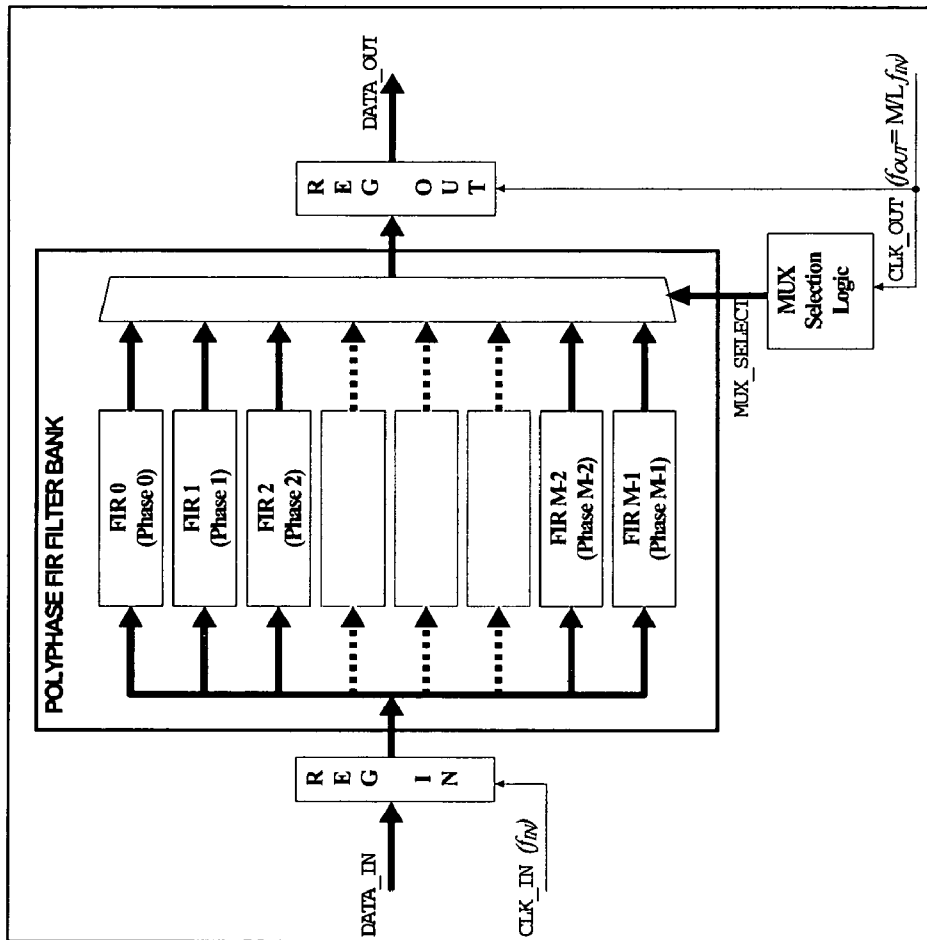 POLYPHASE FIR FILTER BANK
DATA_IN
CLK_IN (fIN)
REG IN
FIR 0
(Phase 0)
FIR 1
(Phase 1)
FIR 2
(Phase 2)
FIR M-2
(Phase M-2)
FIR M-1
(Phase M-1)
MUX_SELECT
MUX
Selection
Logic
REG OUT
DATA_OUT
CLK_OUT (fOUT= M/L fIN)